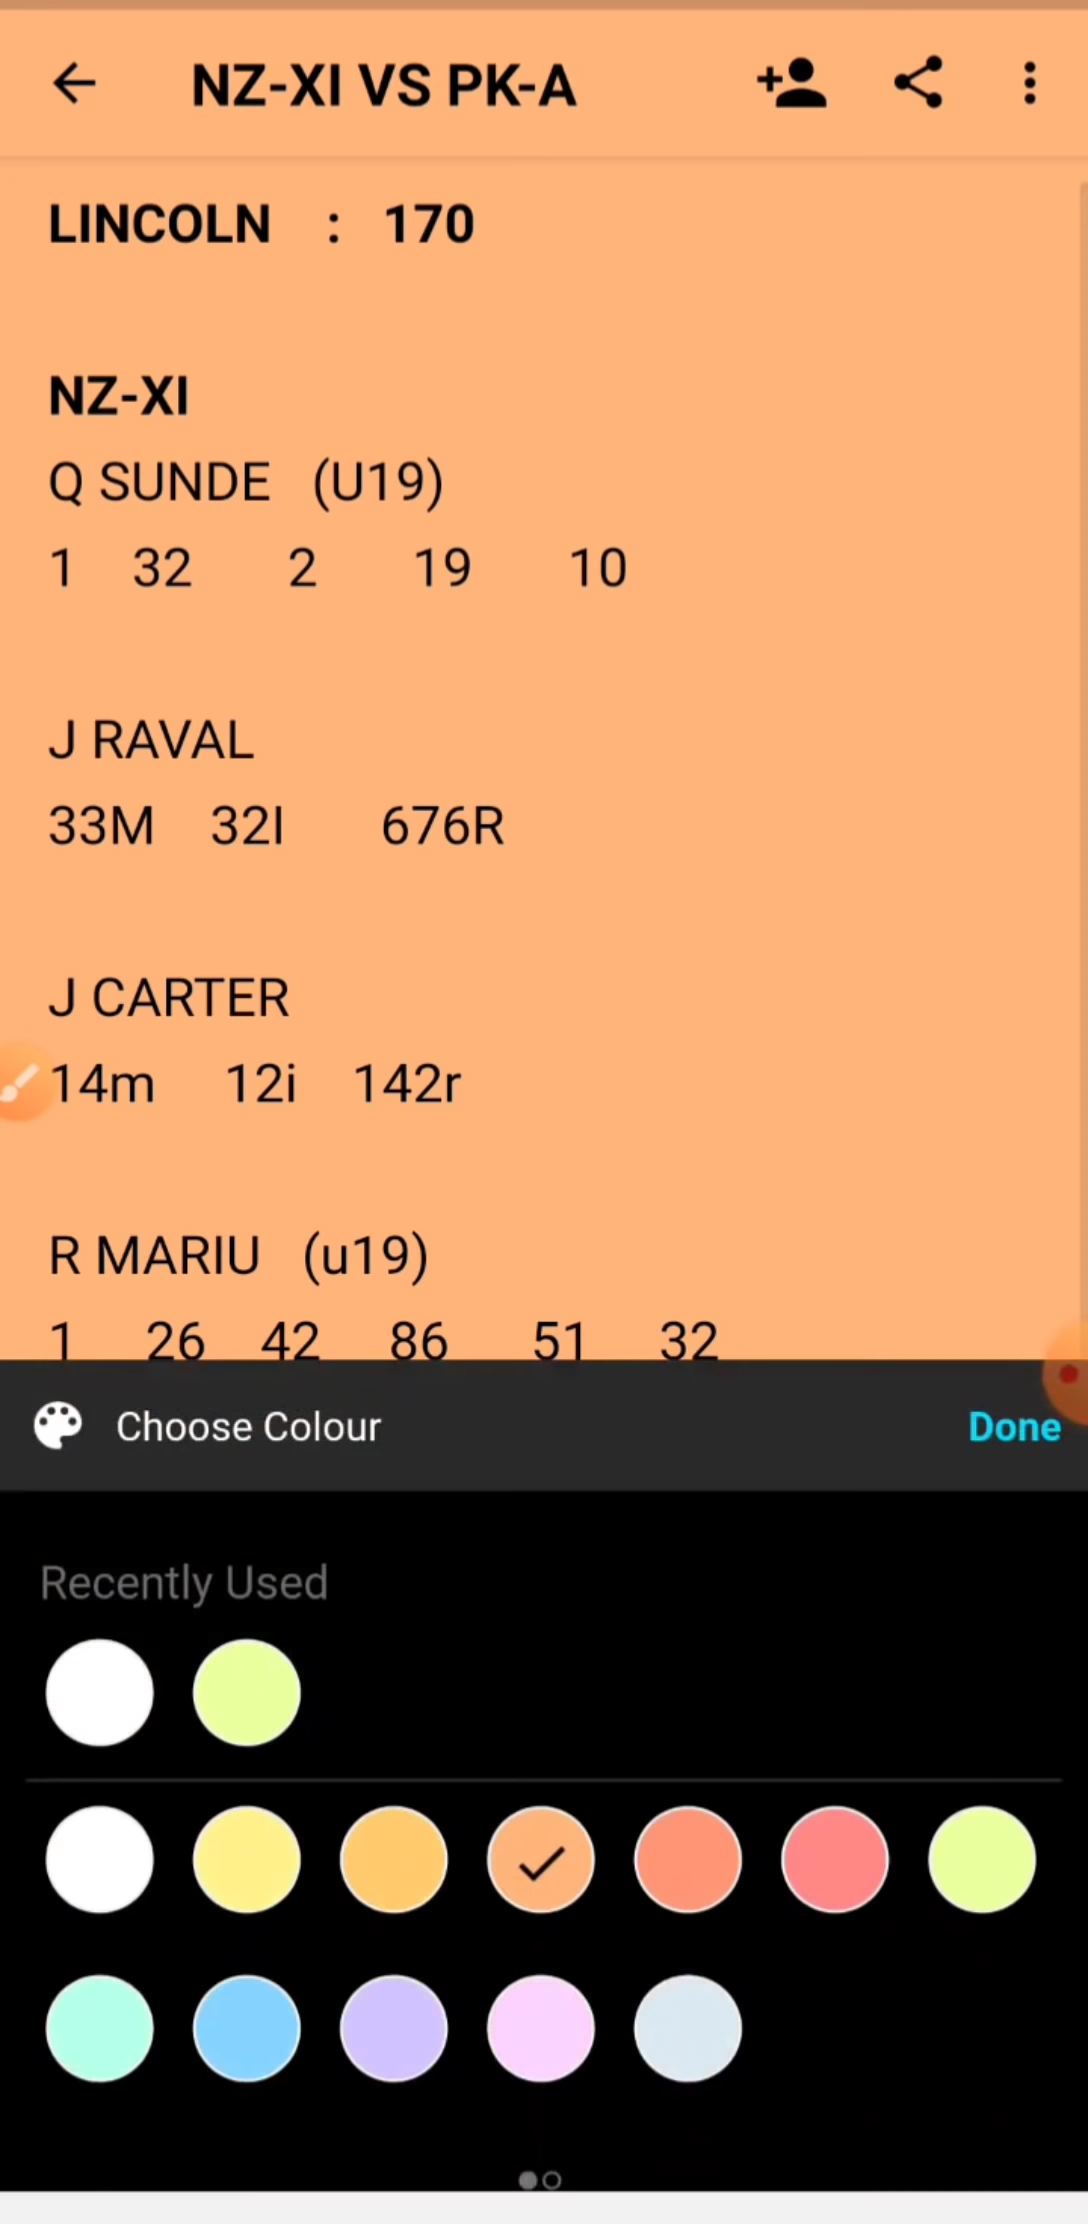 NZ-XI VS PK-A
LINCOLN : 170
NZ-XI
Q SUNDE (U19)
1 32 2 19 10
J RAVAL
33M 32I 676R
J CARTER
14m 12i 142r
R MARIU (u19)
1 26 42 86 51 32
Choose Colour
Done
Recently Used